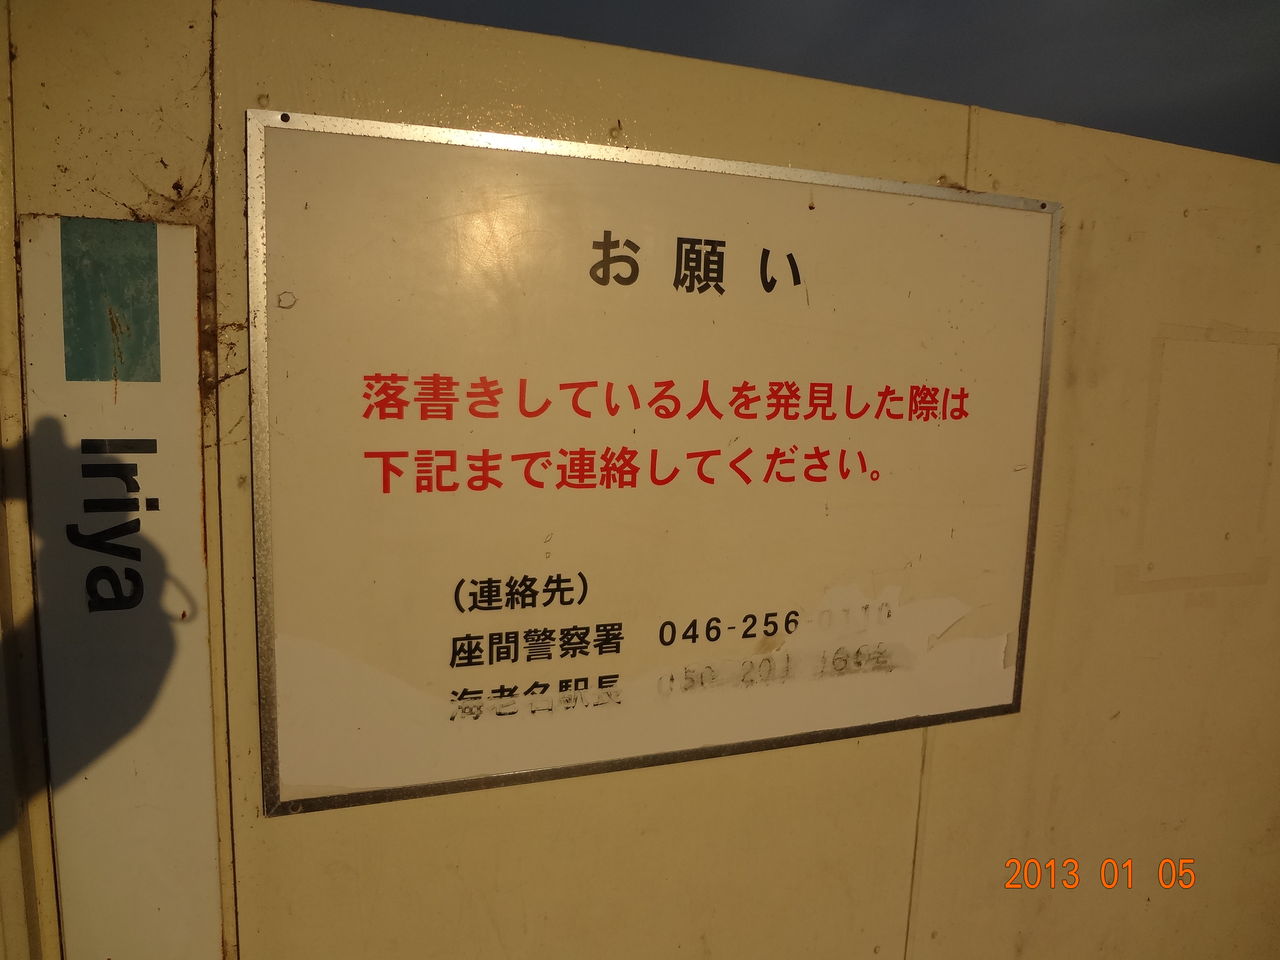 Iriya
お願い
落書きしている人を発見した際は
下記まで連絡してください。
(連絡先)
座間警察署 046-256-0110
海老名駅長
2013 01 05